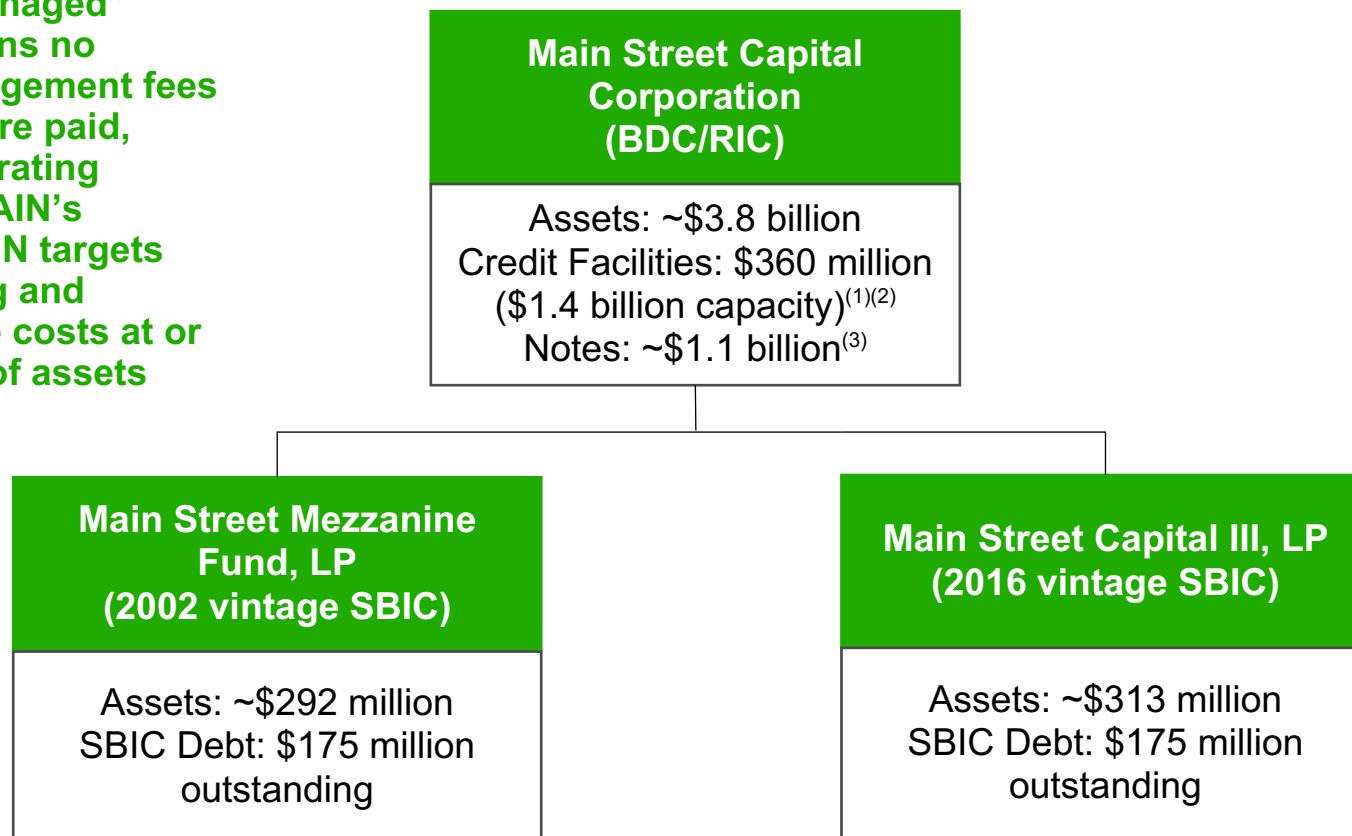 ns no
gement fees
re paid,
rating
AIN's
N targets
g and
e costs at or
of assets
Main Street Capital
Corporation
(BDC/RIC)
Assets: ~$3.8 billion
Credit Facilities: $360 million
($1.4 billion capacity)(1)(2)
Notes: ~$1.1 billion(3)
Main Street Mezzanine
Fund, LP
(2002 vintage SBIC)
Assets: ~$292 million
SBIC Debt: $175 million
outstanding
Main Street Capital III, LP
(2016 vintage SBIC)
Assets: ~$313 million
SBIC Debt: $175 million
outstanding